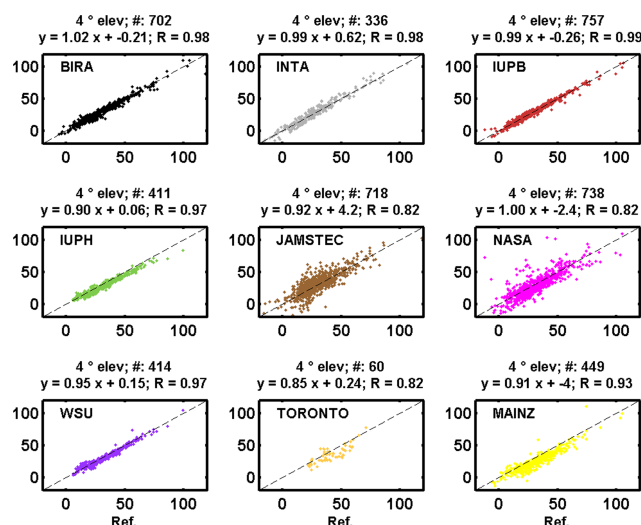 4 ° elev; #: 702
y = 1.02 x + -0.21; R = 0.98
BIRA
100
50
0
0 50 100
4 ° elev; #: 336
y = 0.99 x + 0.62; R = 0.98
INTA
100
50
0
0 50 100
4 ° elev; #: 757
y = 0.99 x + -0.26; R = 0.99
IUPB
100
50
0
0 50 100
4 ° elev; #: 411
y = 0.90 x + 0.06; R = 0.97
IUPH
100
50
0
0 50 100
4 ° elev; #: 718
y = 0.92 x + 4.2; R = 0.82
JAMSTEC
100
50
0
0 50 100
4 ° elev; #: 738
y = 1.00 x + -2.4; R = 0.82
NASA
100
50
0
0 50 100
4 ° elev; #: 414
y = 0.95 x + 0.15; R = 0.97
WSU
100
50
0
0 50 100
Ref.
4 ° elev; #: 60
y = 0.85 x + 0.24; R = 0.82
TORONTO
100
50
0
0 50 100
Ref.
4 ° elev; #: 449
y = 0.91 x + -4; R = 0.93
MAINZ
100
50
0
0 50 100
Ref.